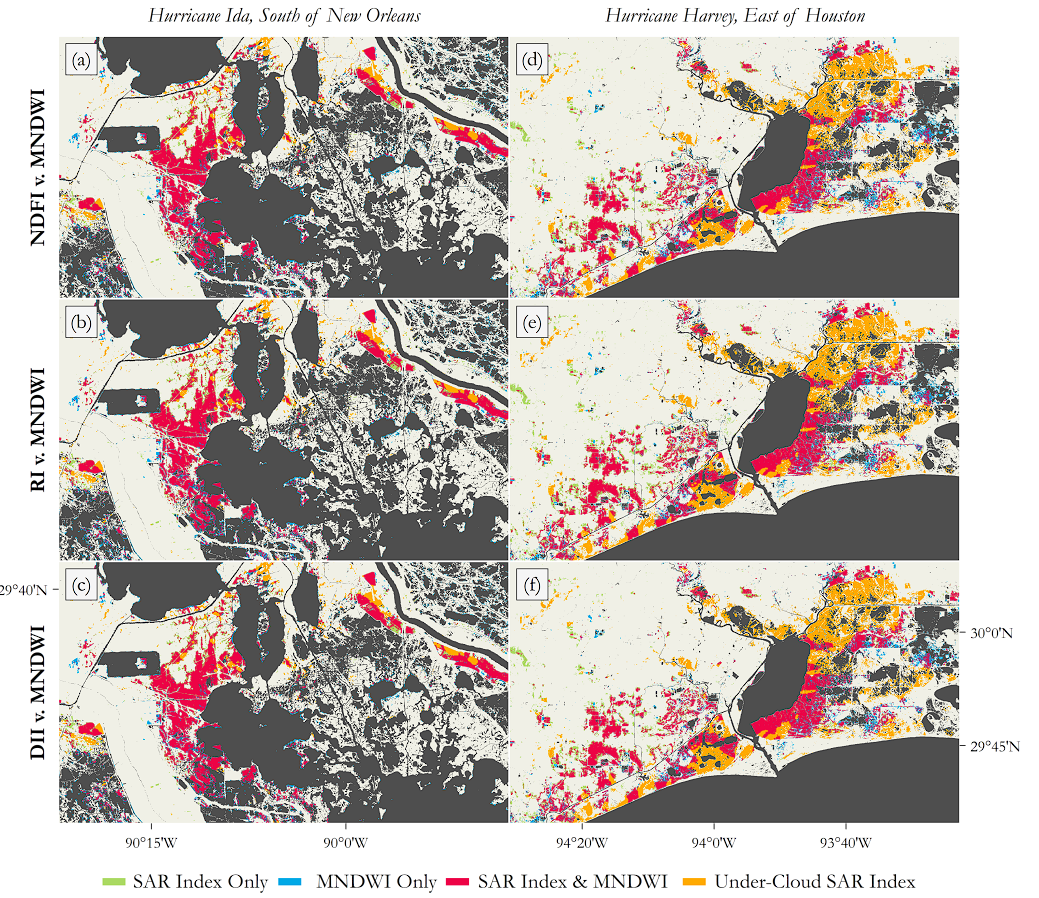 Hurricane Ida, South of New Orleans
Hurricane Harvey, East of Houston
NDFI v. MNDWI
(a)
(d)
RI v. MNDWI
(b)
(e)
DII v. MNDWI
(c)
(f)
29°40'N
30°0'N
29°45'N
90°15'W
90°0'W
94°20'W
94°0'W
93°40'W
SAR Index Only
MNDWI Only
SAR Index & MNDWI
Under-Cloud SAR Index